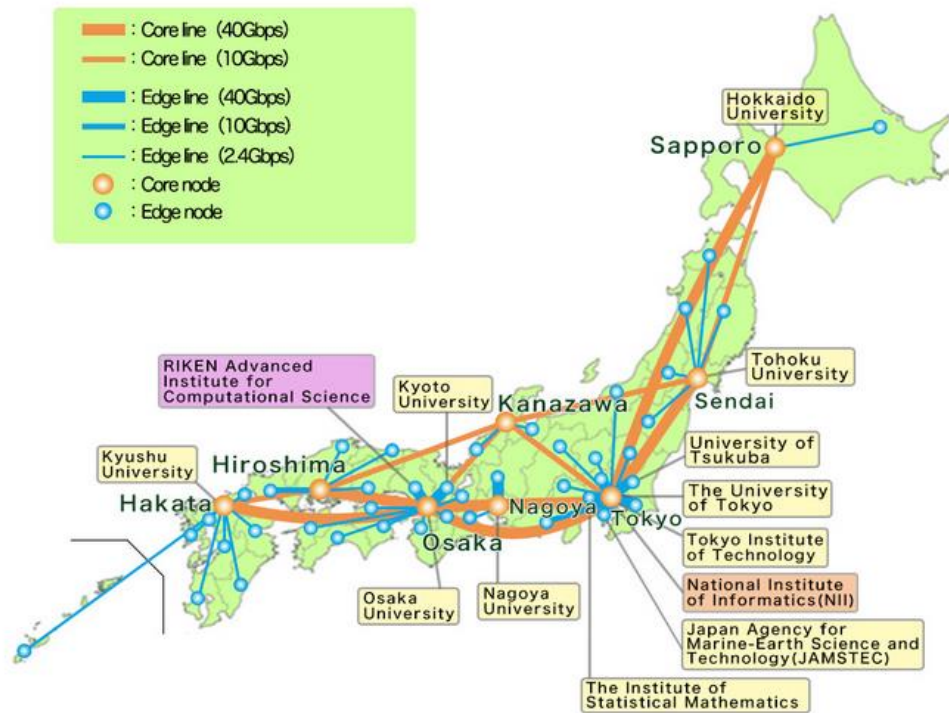 : Core line (40Gbps)
: Core line (10Gbps)
: Edge line (40Gbps)
: Edge line (10Gbps)
: Edge line (2.4Gbps)
: Core node
: Edge node
Hokkaido
University
Sapporo
RIKEN Advanced
Institute for
Computational Science
Kyoto
University
Kanazawa
Tohoku
University
Sendai
Kyushu
University
Hiroshima
Hakata
University of
Tsukuba
The University
of Tokyo
Nagoya
Tokyo
Osaka
Tokyo Institute
of Technology
Osaka
University
Nagoya
University
National Institute
of Informatics(NII)
Japan Agency for
Marine-Earth Science and
Technology(JAMSTEC)
The Institute of
Statistical Mathematics